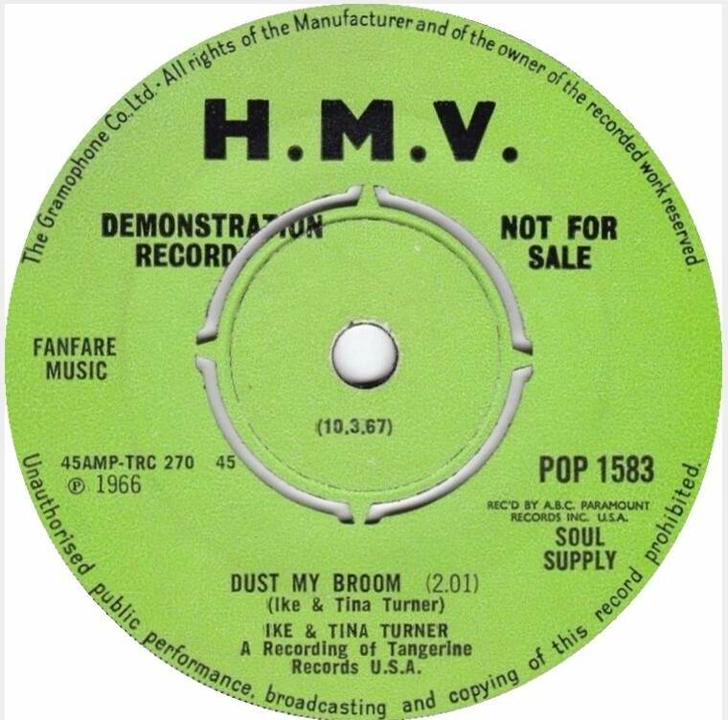 The Gramophone Co. Ltd. · All rights of the Manufacturer and of the owner of the recorded work reserved.
H.M.V.
DEMONSTRATION
RECORD
NOT FOR
SALE
FANFARE
MUSIC
(10.3.67)
45AMP-TRC 270 45
℗ 1966
POP 1583
REC'D BY A.B.C. PARAMOUNT
RECORDS INC. U.S.A.
SOUL
SUPPLY
DUST MY BROOM (2.01)
(Ike & Tina Turner)
IKE & TINA TURNER
A Recording of Tangerine
Records U.S.A.
Unauthorised public performance, broadcasting and copying of this record prohibited.